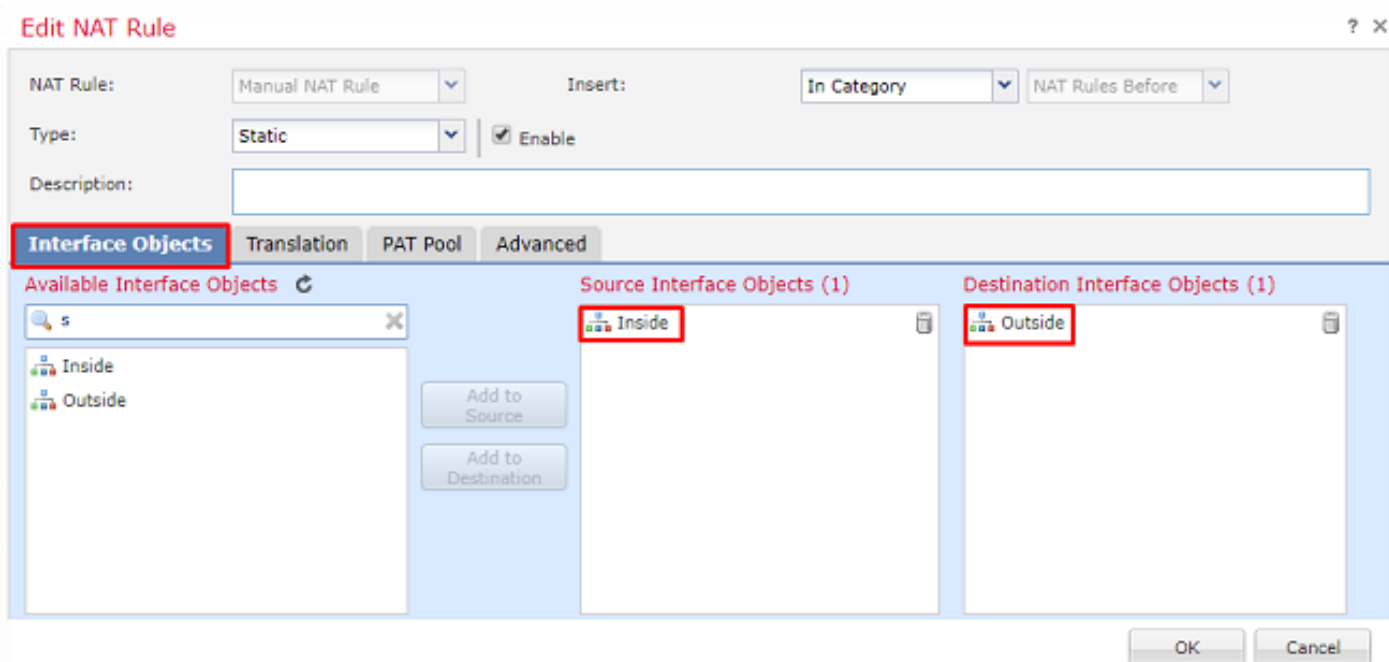 Edit NAT Rule ? X
NAT Rule: Manual NAT Rule Insert: In Category NAT Rules Before
Type: Static Enable
Description:
Interface Objects Translation PAT Pool Advanced
Available Interface Objects Source Interface Objects (1) Destination Interface Objects (1)
s Inside Outside
Inside
Outside
Add to
Source
Add to
Destination
OK Cancel